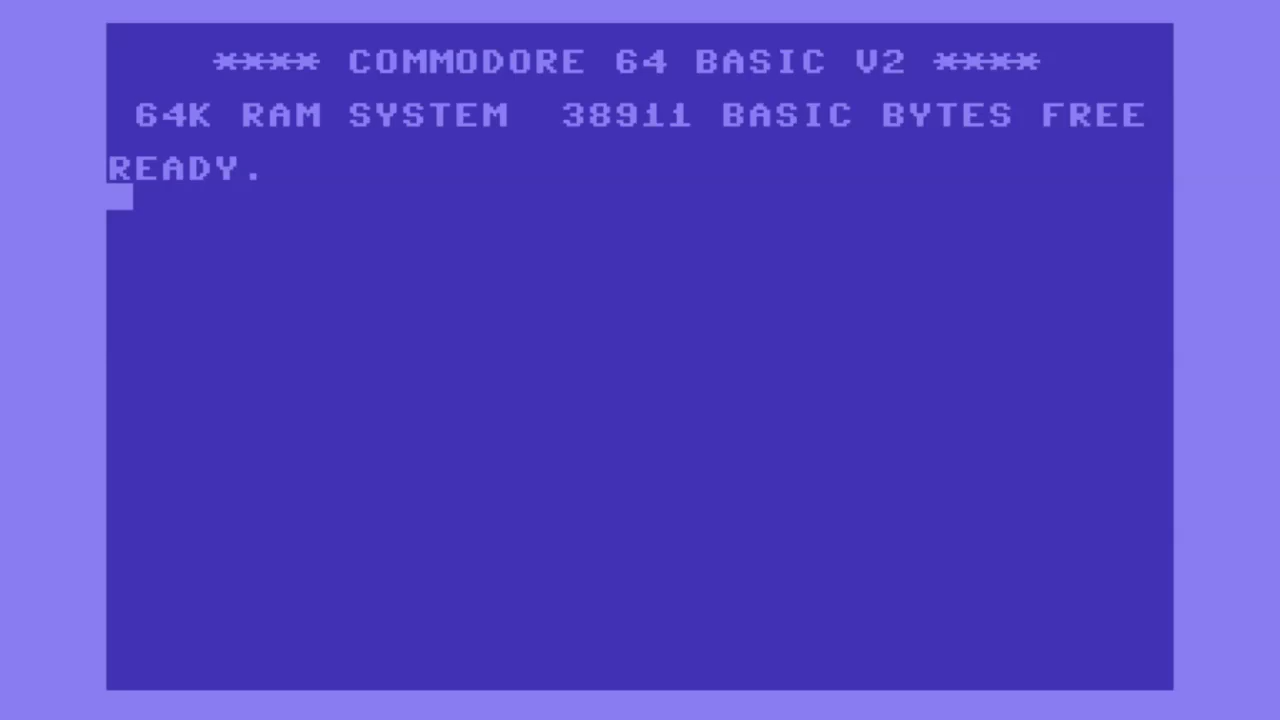 **** COMMODORE 64 BASIC V2 ****
64K RAM SYSTEM  38911 BASIC BYTES FREE
READY.